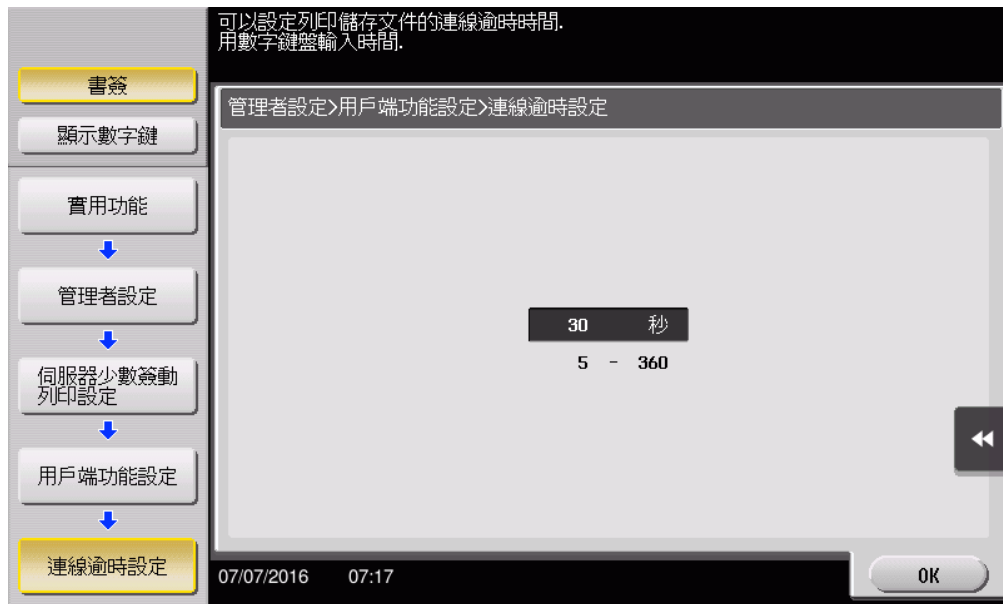 可以設定列印儲存文件的連線逾時時間.
用數字鍵盤輸入時間.
書簽
顯示數字鍵
管理者設定>用戶端功能設定>連線逾時設定
實用功能
管理者設定
伺服器少數簽動
列印設定
用戶端功能設定
連線逾時設定
30 秒
5 - 360
07/07/2016 07:17
OK